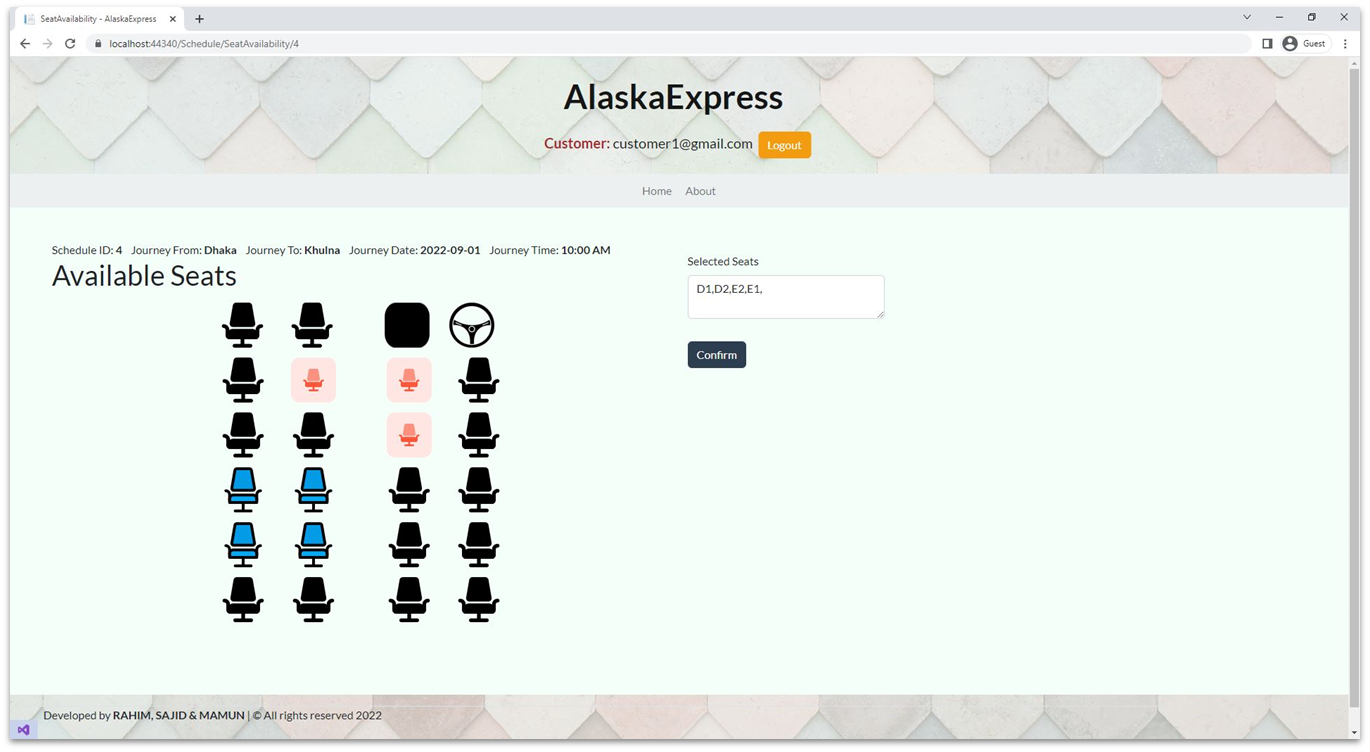 SeatAvailability - AlaskaExpress
localhost:44340/Schedule/SeatAvailability/4
Guest
AlaskaExpress
Customer: customer1@gmail.com Logout
Home About
Schedule ID: 4 Journey From: Dhaka Journey To: Khulna Journey Date: 2022-09-01 Journey Time: 10:00 AM
Available Seats
Selected Seats
D1,D2,E2,E1,
Confirm
Developed by RAHIM, SAJID & MAMUN | © All rights reserved 2022